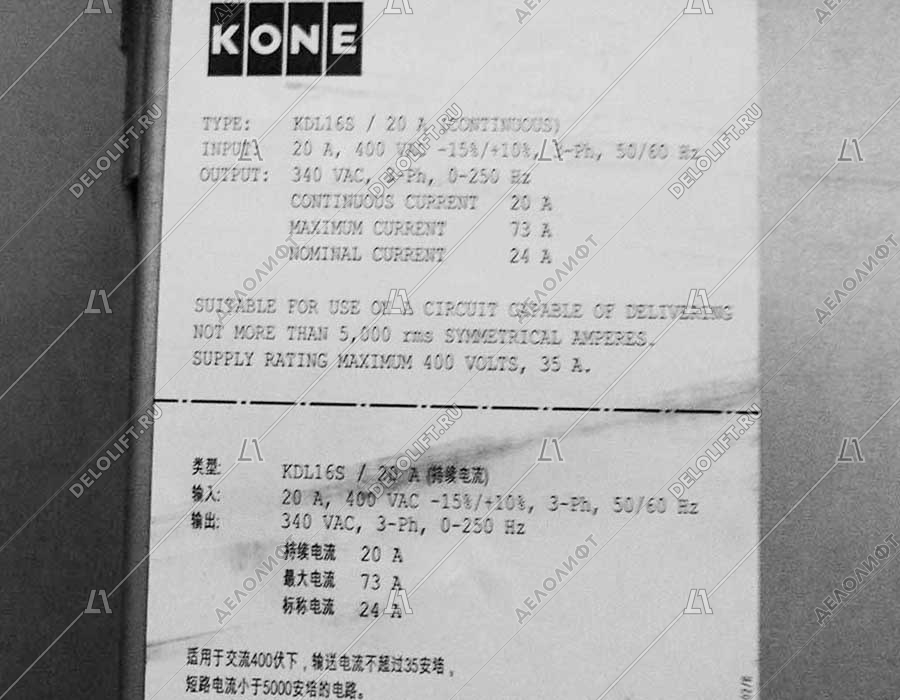 KONE
TYPE: KDL16S / 20 A (CONTINUOUS)
INPUT: 20 A, 400 VAC -15%/+10%, 3-Ph, 50/60 Hz
OUTPUT: 340 VAC, 3-Ph, 0-250 Hz
CONTINUOUS CURRENT 20 A
MAXIMUM CURRENT 73 A
NOMINAL CURRENT 24 A
SUITABLE FOR USE ON A CIRCUIT CAPABLE OF DELIVERING
NOT MORE THAN 5,000 rms SYMMETRICAL AMPERES.
SUPPLY RATING MAXIMUM 400 VOLTS, 35 A.
类型: KDL16S / 20 A (持续电流)
输入: 20 A, 400 VAC -15%/+10%, 3-Ph, 50/60 Hz
输出: 340 VAC, 3-Ph, 0-250 Hz
持续电流 20 A
最大电流 73 A
标称电流 24 A
适用于交流400伏下，输送电流不超过35安培，
短路电流小于5000安培的电路。
DELOLIFT.RU
ДЕЛОЛИФТ